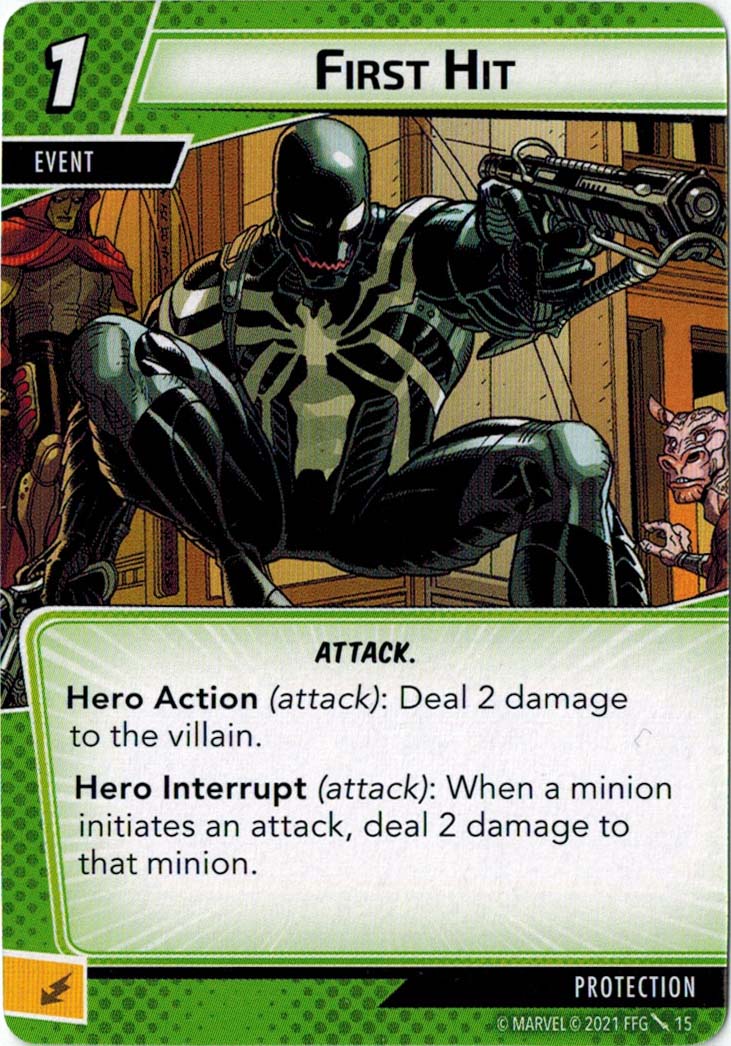 1
FIRST HIT
EVENT
ATTACK.
Hero Action (attack): Deal 2 damage
to the villain.
Hero Interrupt (attack): When a minion
initiates an attack, deal 2 damage to
that minion.
PROTECTION
© MARVEL © 2021 FFG 15